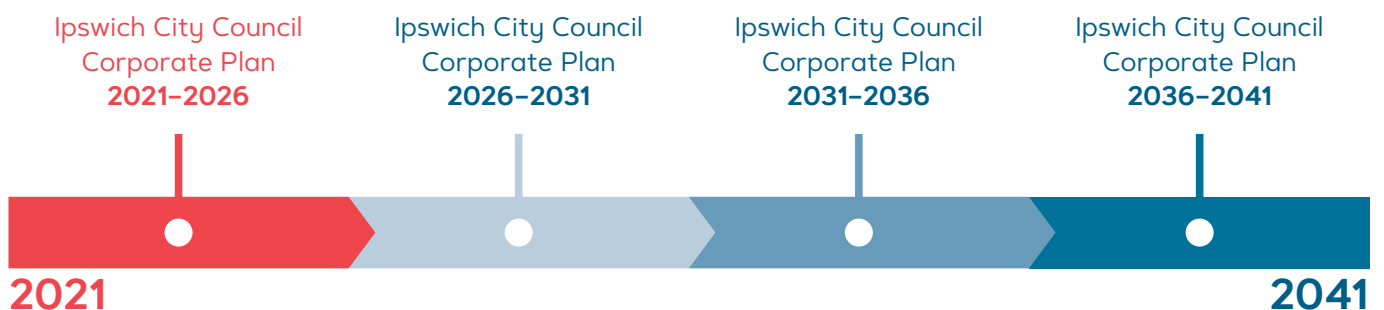 Ipswich City Council
Corporate Plan
2021–2026
Ipswich City Council
Corporate Plan
2026–2031
Ipswich City Council
Corporate Plan
2031–2036
Ipswich City Council
Corporate Plan
2036–2041
2021
2041